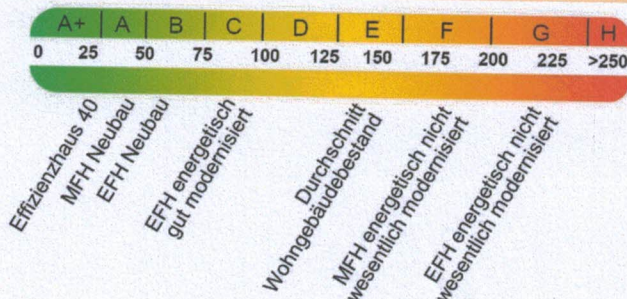 A+ A B C D E F G H
0 25 50 75 100 125 150 175 200 225 >250
Effizienzhaus 40
MFH Neubau
EFH Neubau
EFH energetisch
gut modernisiert
Durchschnitt
Wohngebäudebestand
MFH energetisch nicht
wesentlich modernisiert
EFH energetisch nicht
wesentlich modernisiert